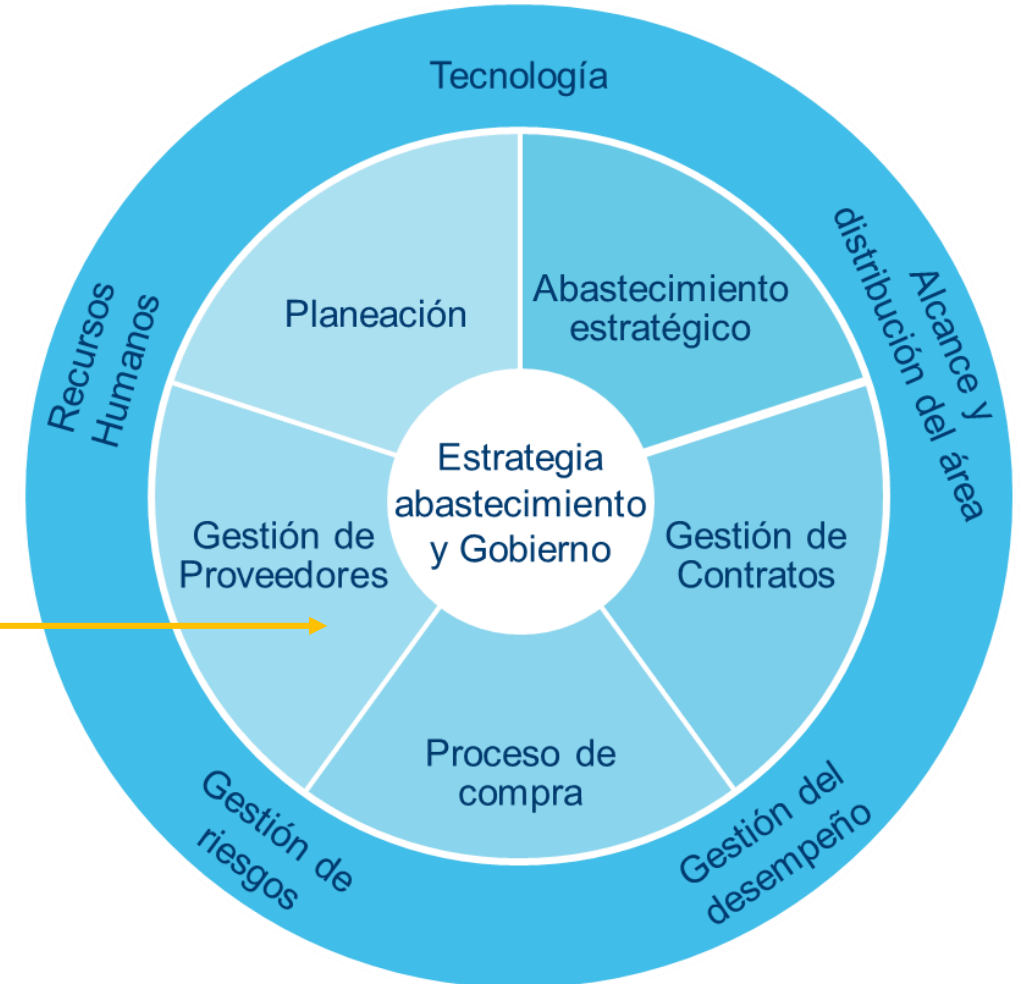 Tecnología
Alcance y
distribución del área
Gestión del
desempeño
Gestión de
riesgos
Recursos
Humanos
Planeación
Abastecimiento
estratégico
Gestión de
Contratos
Proceso de
compra
Gestión de
Proveedores
Estrategia
abastecimiento
y Gobierno